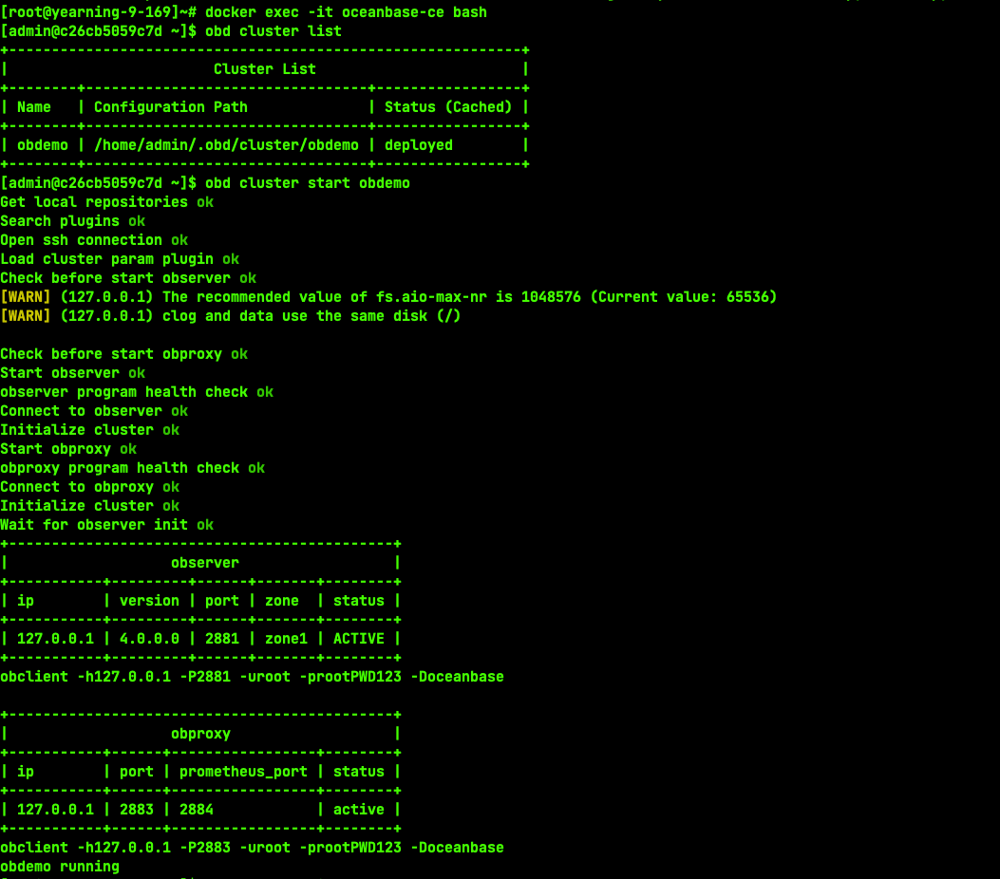 [root@yearning-9-169]~# docker exec -it oceanbase-ce bash
[admin@c26cb5059c7d ~]$ obd cluster list
+------------------------------------------------------------+
|                        Cluster List                        |
+--------+---------------------------------+-----------------+
| Name   | Configuration Path              | Status (Cached) |
+--------+---------------------------------+-----------------+
| obdemo | /home/admin/.obd/cluster/obdemo | deployed        |
+--------+---------------------------------+-----------------+
[admin@c26cb5059c7d ~]$ obd cluster start obdemo
Get local repositories ok
Search plugins ok
Open ssh connection ok
Load cluster param plugin ok
Check before start observer ok
[WARN] (127.0.0.1) The recommended value of fs.aio-max-nr is 1048576 (Current value: 65536)
[WARN] (127.0.0.1) clog and data use the same disk (/)
Check before start obproxy ok
Start observer ok
observer program health check ok
Connect to observer ok
Initialize cluster ok
Start obproxy ok
obproxy program health check ok
Connect to obproxy ok
Initialize cluster ok
Wait for observer init ok
+---------------------------------------------+
|                   observer                  |
+-----------+---------+------+-------+--------+
| ip        | version | port | zone  | status |
+-----------+---------+------+-------+--------+
| 127.0.0.1 | 4.0.0.0 | 2881 | zone1 | ACTIVE |
+-----------+---------+------+-------+--------+
obclient -h127.0.0.1 -P2881 -uroot -prootPWD123 -Doceanbase
+---------------------------------------------+
|                   obproxy                   |
+-----------+------+-----------------+--------+
| ip        | port | prometheus_port | status |
+-----------+------+-----------------+--------+
| 127.0.0.1 | 2883 | 2884            | active |
+-----------+------+-----------------+--------+
obclient -h127.0.0.1 -P2883 -uroot -prootPWD123 -Doceanbase
obdemo running